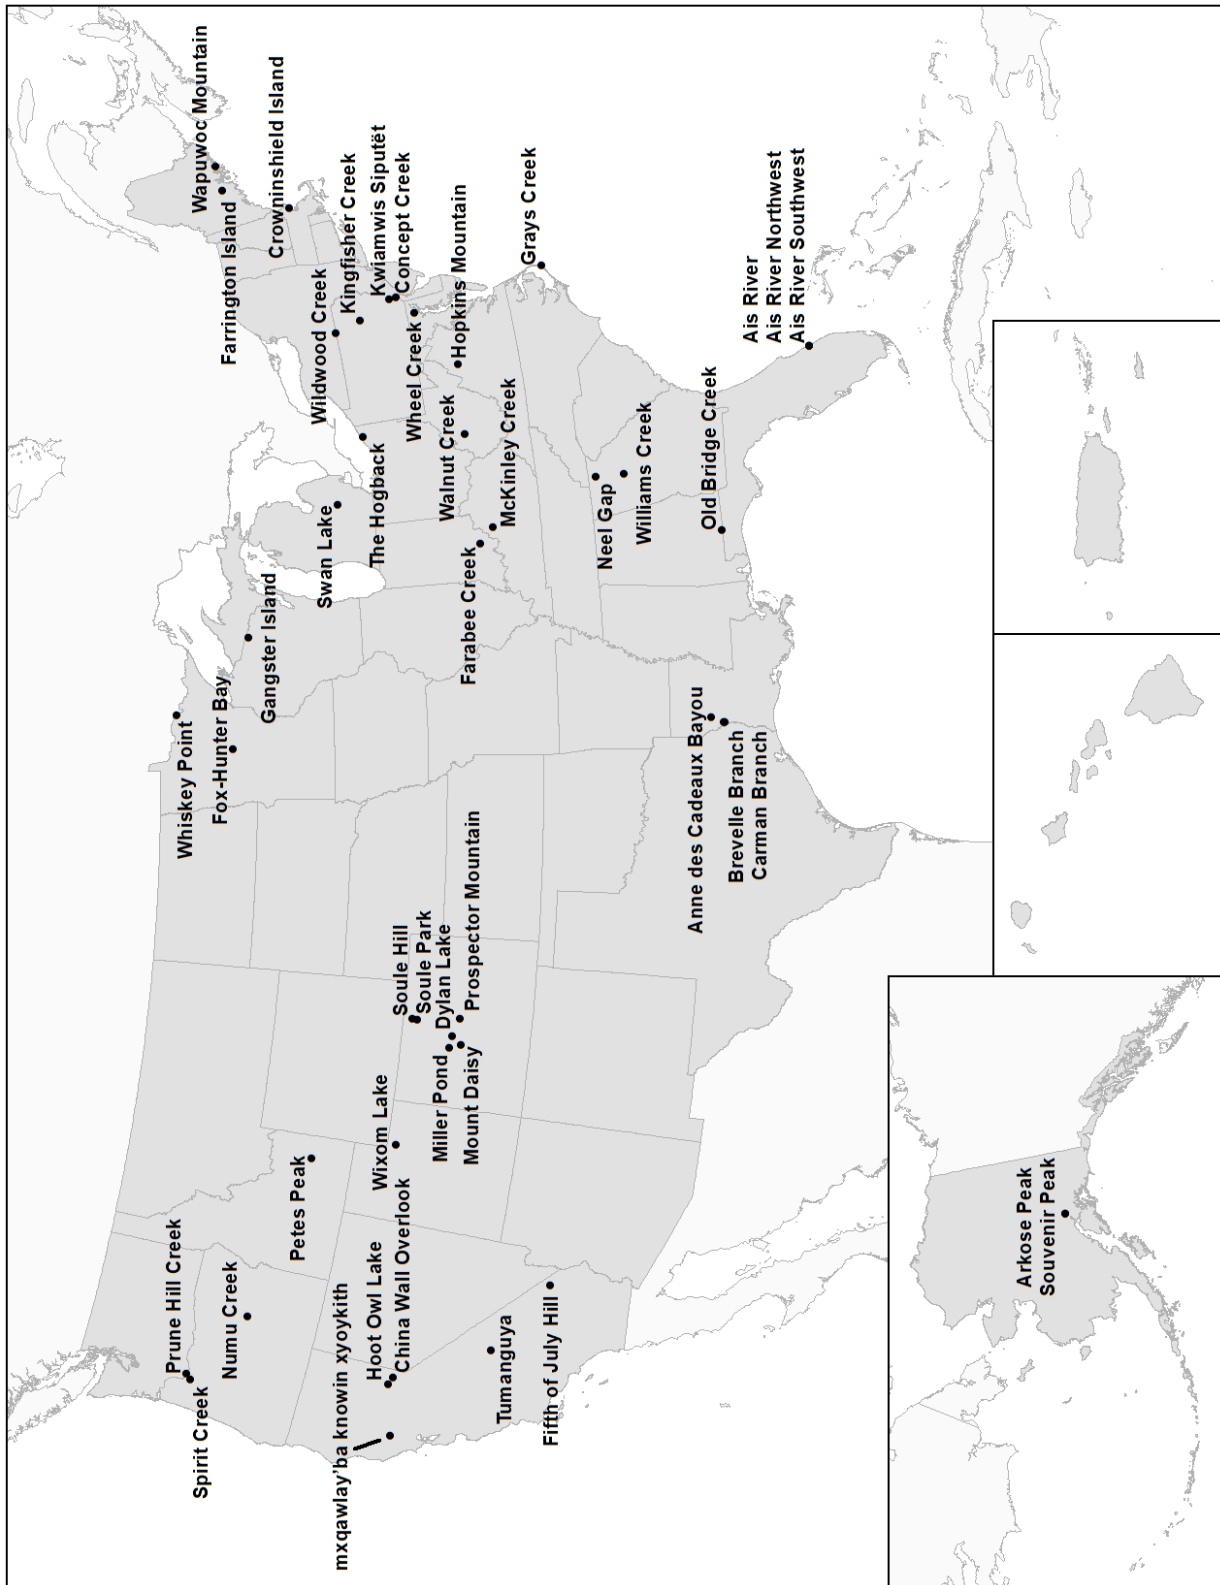 Wapuwoc Mountain
Farrington Island
Crowninshield Island
Wildwood Creek
Kingfisher Creek
Kwiamwis Siputët
Concept Creek
Wheel Creek
Hopkins Mountain
Grays Creek
The Hogback
Walnut Creek
McKinley Creek
Farabee Creek
Swan Lake
Gangster Island
Whiskey Point
Fox-Hunter Bay
Neel Gap
Williams Creek
Old Bridge Creek
Ais River
Ais River Northwest
Ais River Southwest
Anne des Cadeaux Bayou
Brevelle Branch
Carman Branch
Soule Hill
Soule Park
Dylan Lake
Prospector Mountain
Miller Pond
Mount Daisy
Wixom Lake
Petes Peak
Prune Hill Creek
Spirit Creek
Numu Creek
mxqawlay'ba knowin xyoykith
Hoot Owl Lake
China Wall Overlook
Tumanguya
Fifth of July Hill
Arkose Peak
Souvenir Peak